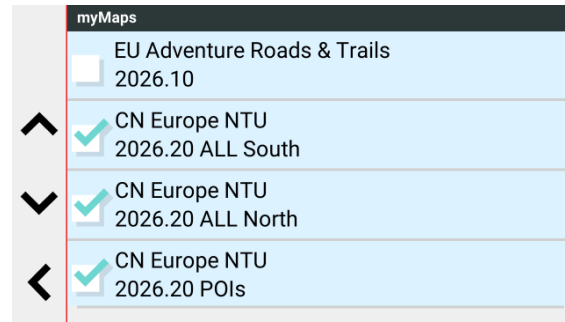 myMaps
EU Adventure Roads & Trails
2026.10
CN Europe NTU
2026.20 ALL South
CN Europe NTU
2026.20 ALL North
CN Europe NTU
2026.20 POIs